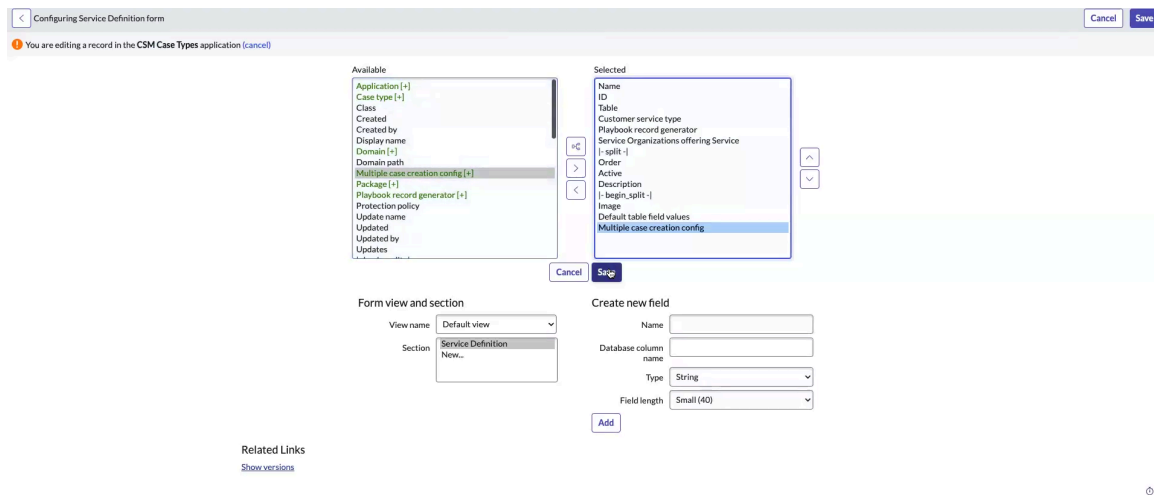 Configuring Service Definition form
Cancel
Save
You are editing a record in the CSM Case Types application (cancel)
Available
Application [+]
Case type [+]
Class
Created
Created by
Display name
Domain [+]
Domain path
Multiple case creation config [+]
Package [+]
Playbook record generator [+]
Protection policy
Update name
Updated
Updated by
Updates
Selected
Name
ID
Table
Customer service type
Playbook record generator
Service Organizations offering Service
|- split -|
Order
Active
Description
|- begin_split -|
Image
Default table field values
Multiple case creation config
Cancel
Save
Form view and section
View name Default view
Section Service Definition
New...
Create new field
Name
Database column
name
Type String
Field length Small (40)
Add
Related Links
Show versions